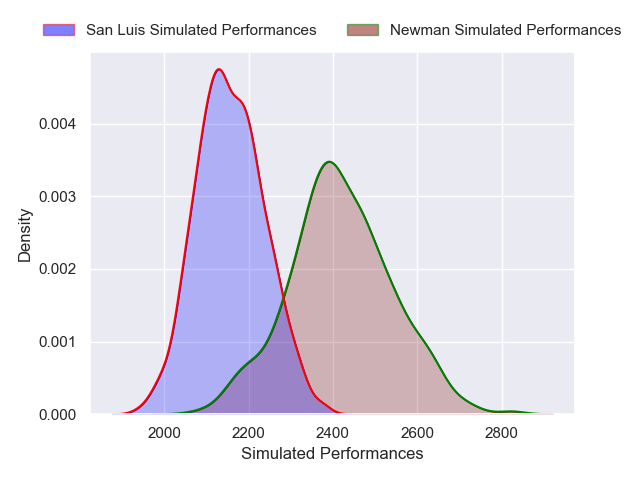 San Luis Simulated Performances Newman Simulated Performances
0.004
0.003
0.002
0.001
0.000
Density
2000 2200 2400 2600 2800
Simulated Performances